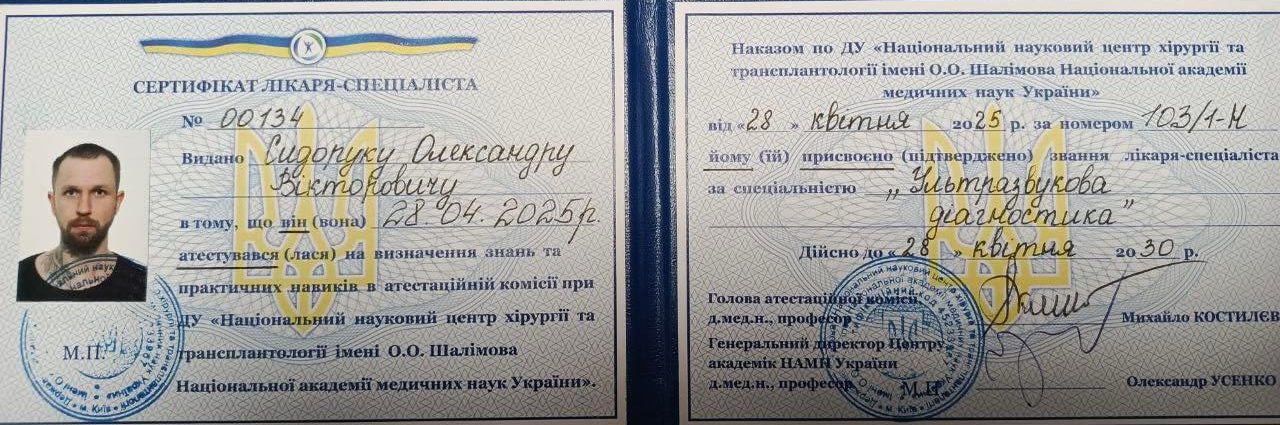 СЕРТИФІКАТ ЛІКАРЯ-СПЕЦІАЛІСТА
№ 00134
Видано Сидоруку Олександру
Вікторовичу
в тому, що він (вона) 28.04.2025р.
атестувався (лася) на визначення знань та
практичних навиків в атестаційній комісії при
ДУ «Національний науковий центр хірургії та
М.П.
трансплантології імені О.О. Шалімова
Національної академії медичних наук України».
Наказом по ДУ «Національний науковий центр хірургії та
трансплантології імені О.О. Шалімова Національної академії
медичних наук України»
від «28» квітня 2025 р. за номером 103/1-Н
йому (їй) присвоєно (підтверджено) звання лікаря-спеціаліста
за спеціальністю „Ультразвукова
діагностика"
Дійсно до «28» квітня 2030 р.
Голова атестаційної комісії,
д.мед.н., професор
Михайло КОСТИЛЄВ
Генеральний директор Центру,
академік НАМН України
д.мед.н., професор
М.П.
Олександр УСЕНКО